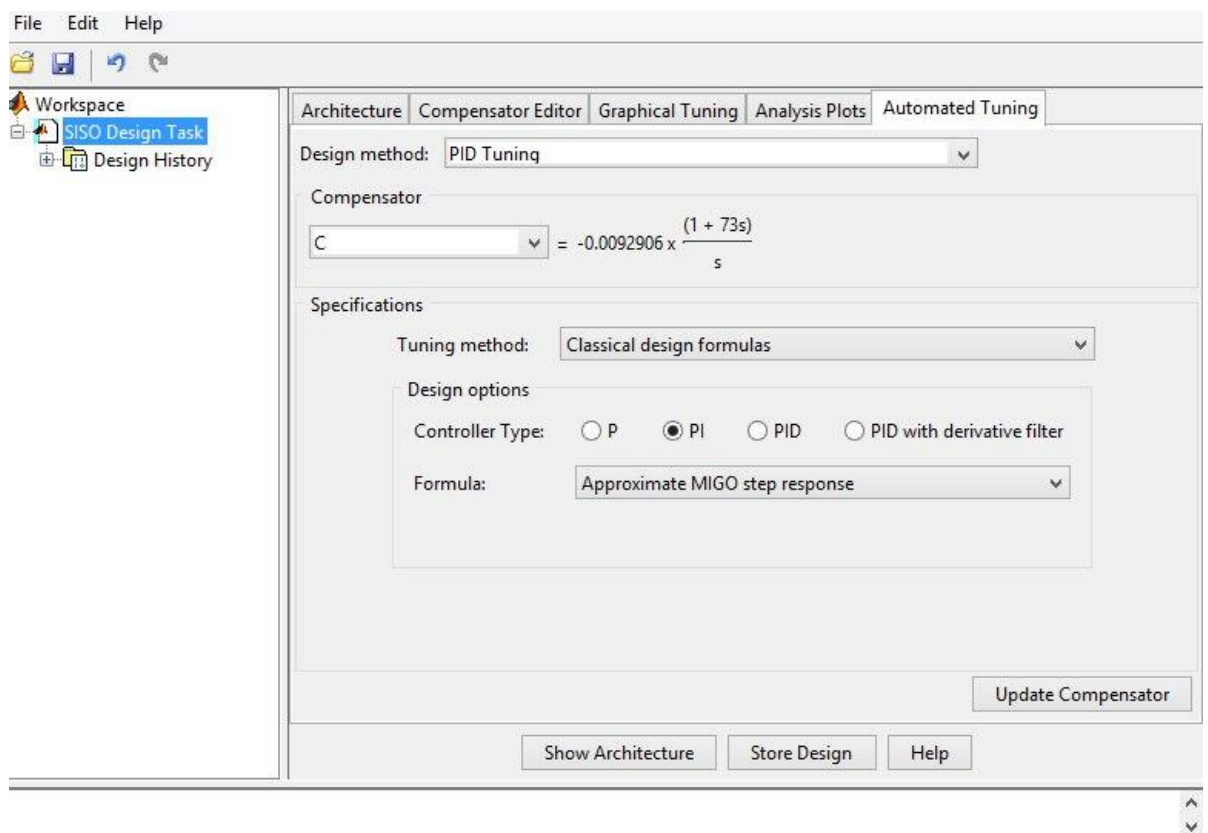 File Edit Help
Workspace
SISO Design Task
Design History
Architecture Compensator Editor Graphical Tuning Analysis Plots Automated Tuning
Design method: PID Tuning
Compensator
C = -0.0092906 x (1 + 73s)
s
Specifications
Tuning method: Classical design formulas
Design options
Controller Type: P PI PID PID with derivative filter
Formula: Approximate MIGO step response
Update Compensator
Show Architecture Store Design Help